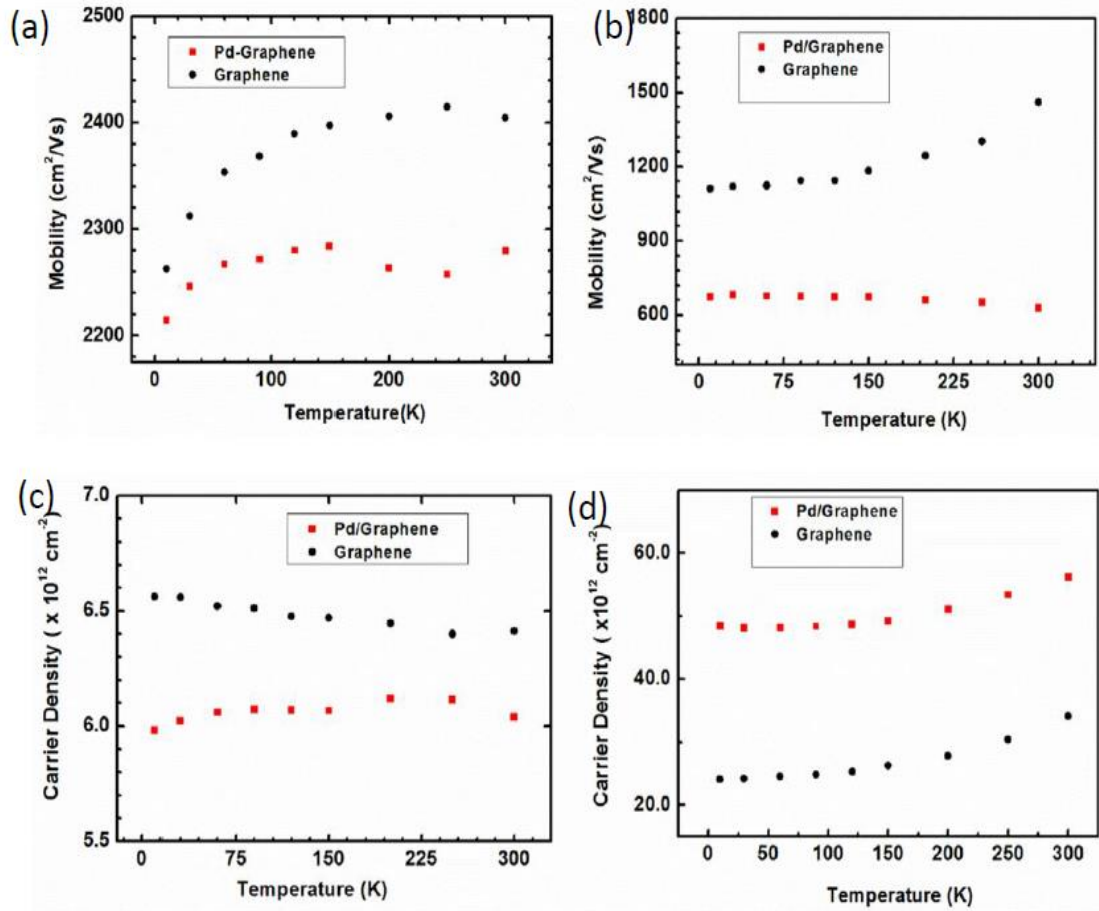 (a)
2500
2400
2300
2200
Mobility (cm²/Vs)
Pd-Graphene
Graphene
0 100 200 300
Temperature(K)
(b)
1800
1500
1200
900
600
Mobility (cm²/Vs)
Pd/Graphene
Graphene
0 75 150 225 300
Temperature (K)
(c)
7.0
6.5
6.0
5.5
Carrier Density ( x 10¹² cm⁻²)
Pd/Graphene
Graphene
0 75 150 225 300
Temperature (K)
(d)
60.0
40.0
20.0
Carrier Density ( x10¹² cm⁻²)
Pd/Graphene
Graphene
0 50 100 150 200 250 300
Temperature (K)